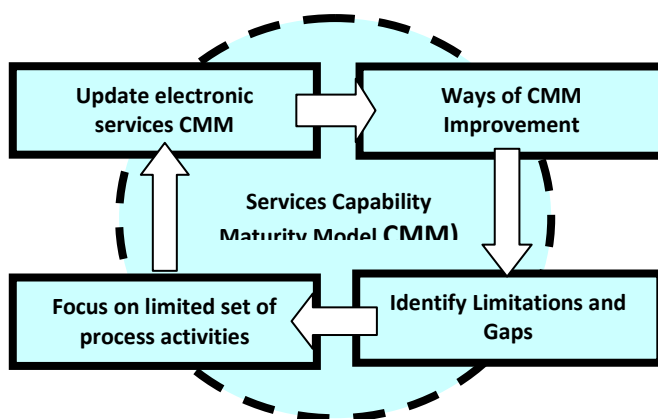 Update electronic
services CMM
Ways of CMM
Improvement
Services Capability
Maturity Model CMM)
Focus on limited set of
process activities
Identify Limitations and
Gaps